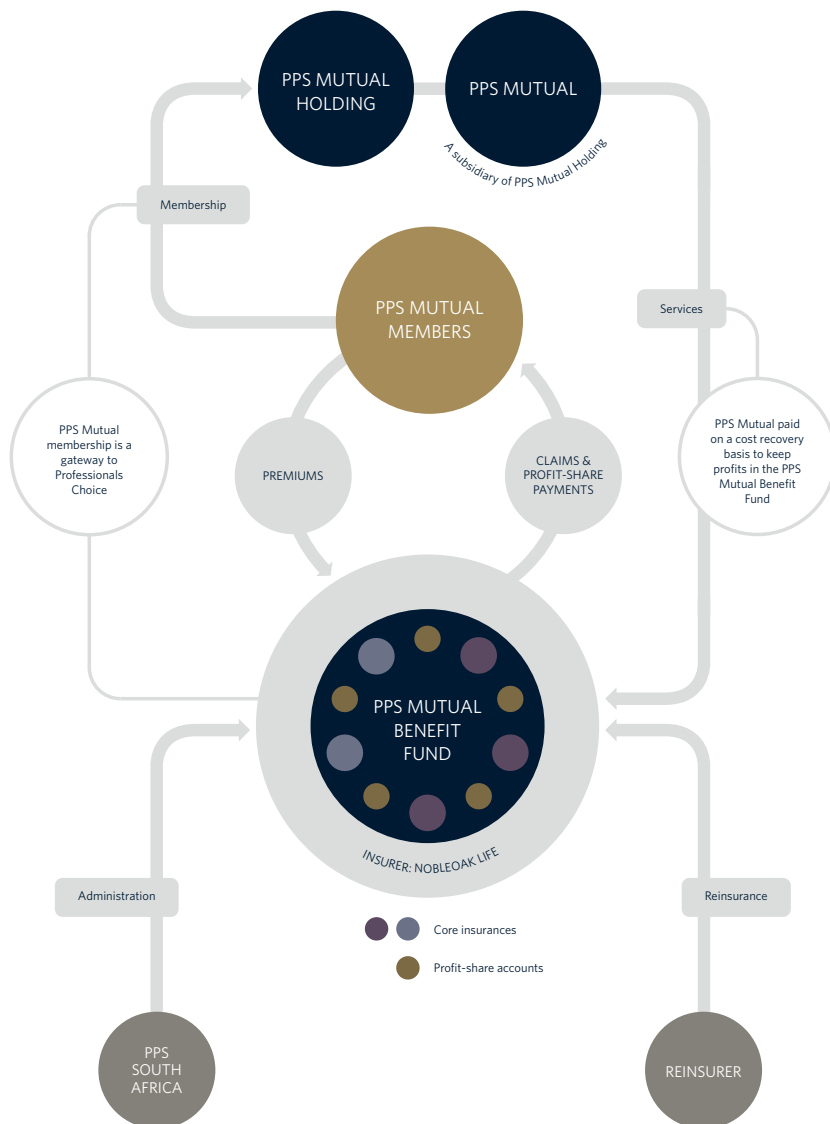 PPS MUTUAL
HOLDING
PPS MUTUAL
A subsidiary of PPS Mutual Holding
Membership
PPS MUTUAL
MEMBERS
Services
PPS Mutual
membership is a
gateway to
Professionals
Choice
PREMIUMS
CLAIMS &
PROFIT-SHARE
PAYMENTS
PPS Mutual paid
on a cost recovery
basis to keep
profits in the PPS
Mutual Benefit
Fund
PPS MUTUAL
BENEFIT
FUND
INSURER: NOBLEOAK LIFE
Administration
Reinsurance
Core insurances
Profit-share accounts
PPS
SOUTH
AFRICA
REINSURER